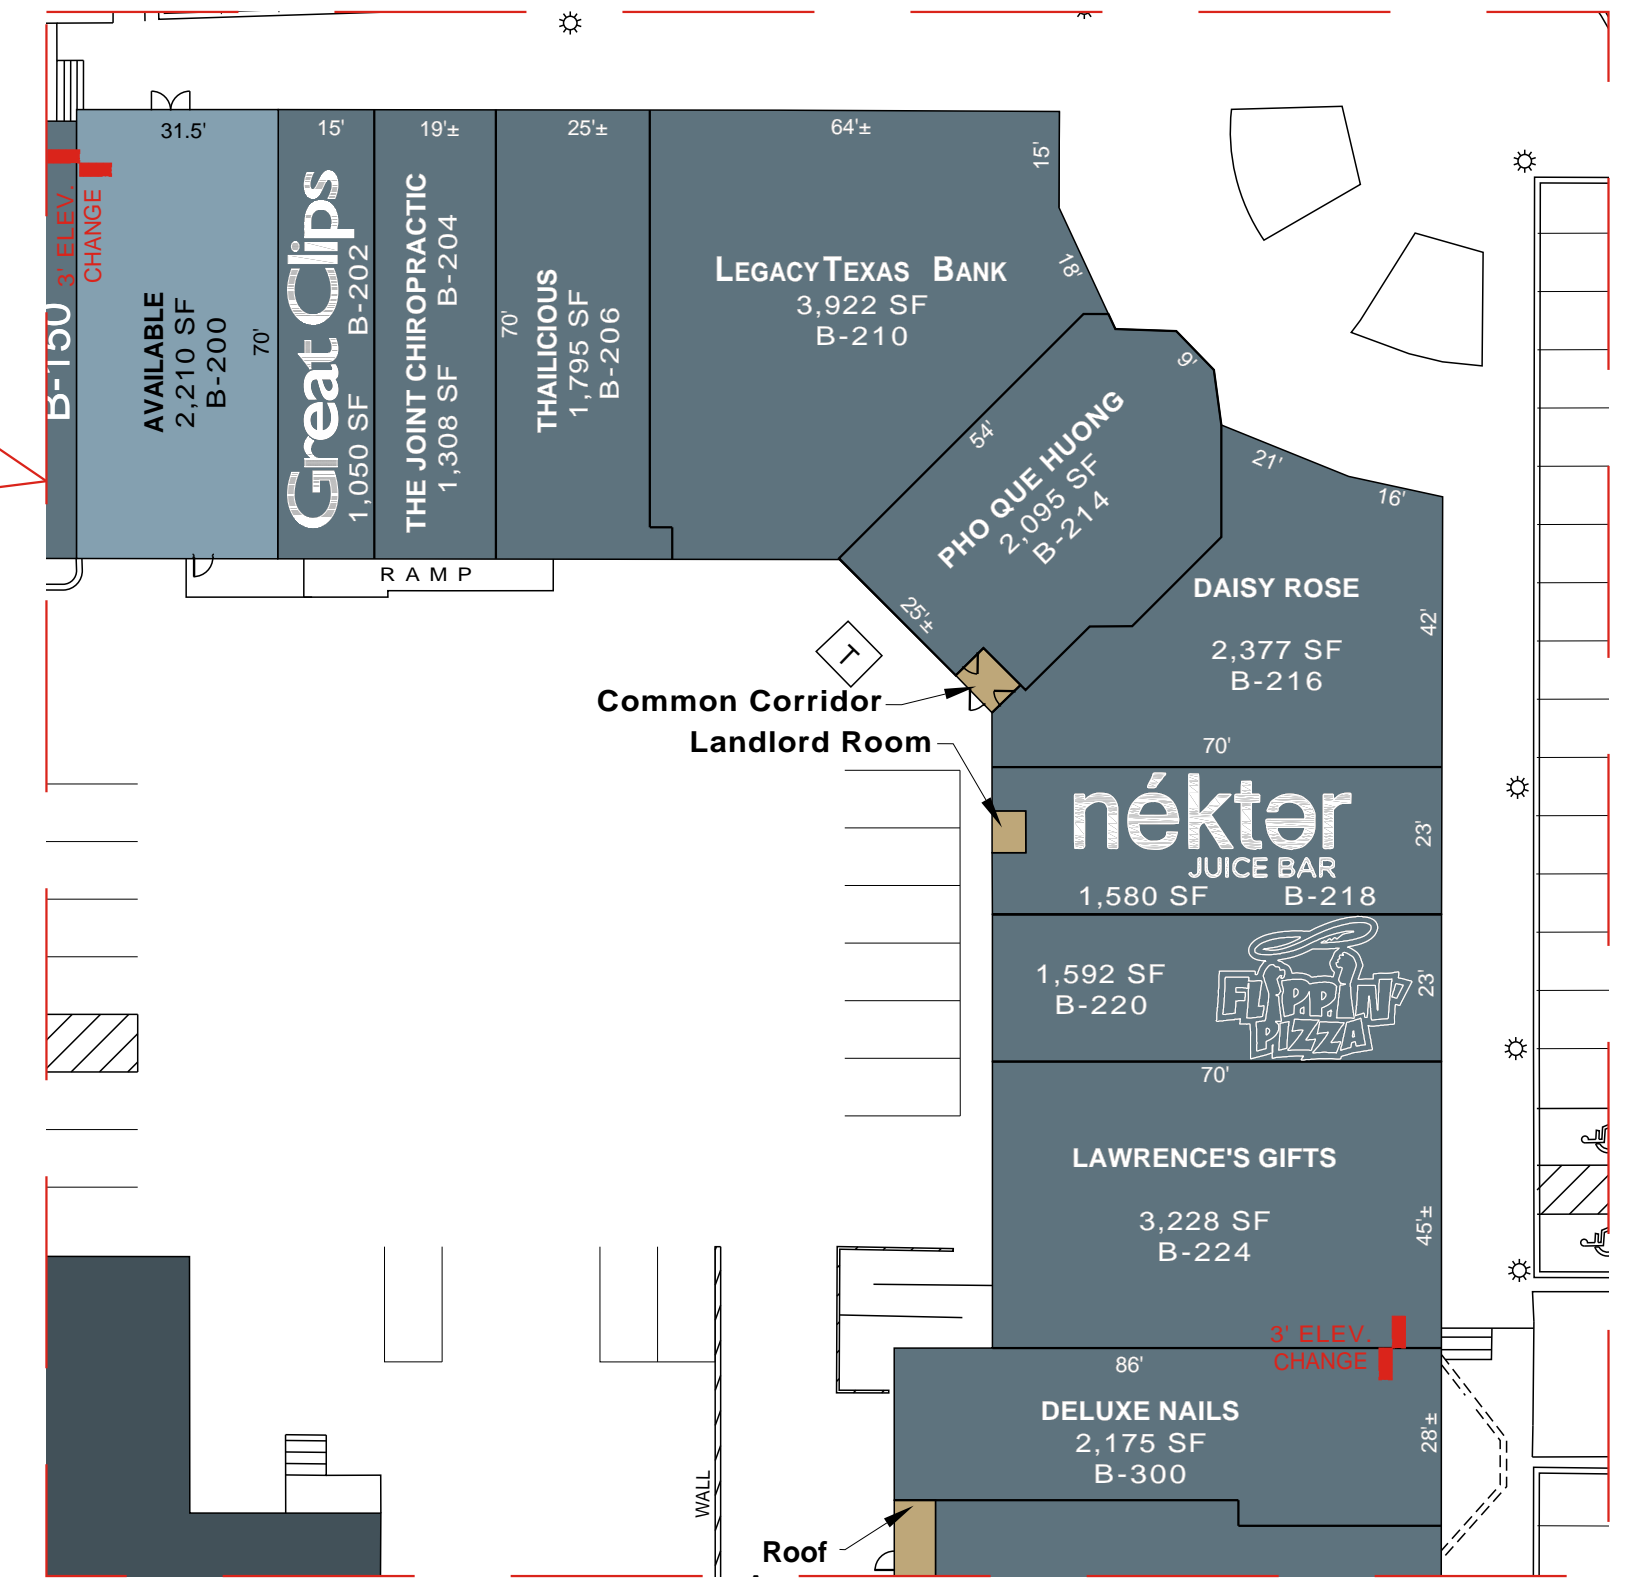 31.5'
15'
19'±
25'±
64'±
15'
3' ELEV.
CHANGE
B-150
AVAILABLE
2,210 SF
B-200
70'
Great Clips
1,050 SF B-202
THE JOINT CHIROPRACTIC
1,308 SF B-204
70'
THAILICIOUS
1,795 SF
B-206
LEGACYTEXAS BANK
3,922 SF
B-210
18'
9'
54'
PHO QUE HUONG
2,095 SF
B-214
25'±
21'
16'
DAISY ROSE
2,377 SF
B-216
42'
70'
RAMP
T
Common Corridor
Landlord Room
néktər
JUICE BAR
1,580 SF B-218
23'
1,592 SF
B-220
FLIPPIN'
PIZZA
23'
70'
LAWRENCE'S GIFTS
3,228 SF
B-224
45'±
3' ELEV.
CHANGE
86'
DELUXE NAILS
2,175 SF
B-300
28'±
WALL
Roof